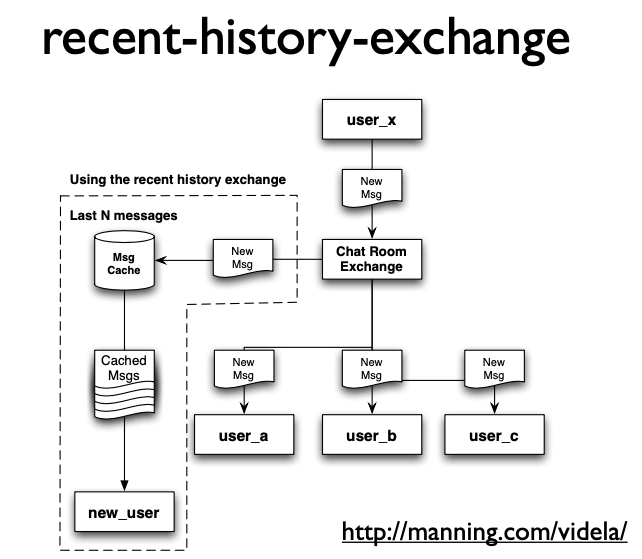 recent-history-exchange
user_x
New
Msg
Using the recent history exchange
Last N messages
Msg
Cache
New
Msg
Chat Room
Exchange
Cached
Msgs
New
Msg
New
Msg
New
Msg
user_a
user_b
user_c
new_user
http://manning.com/videla/